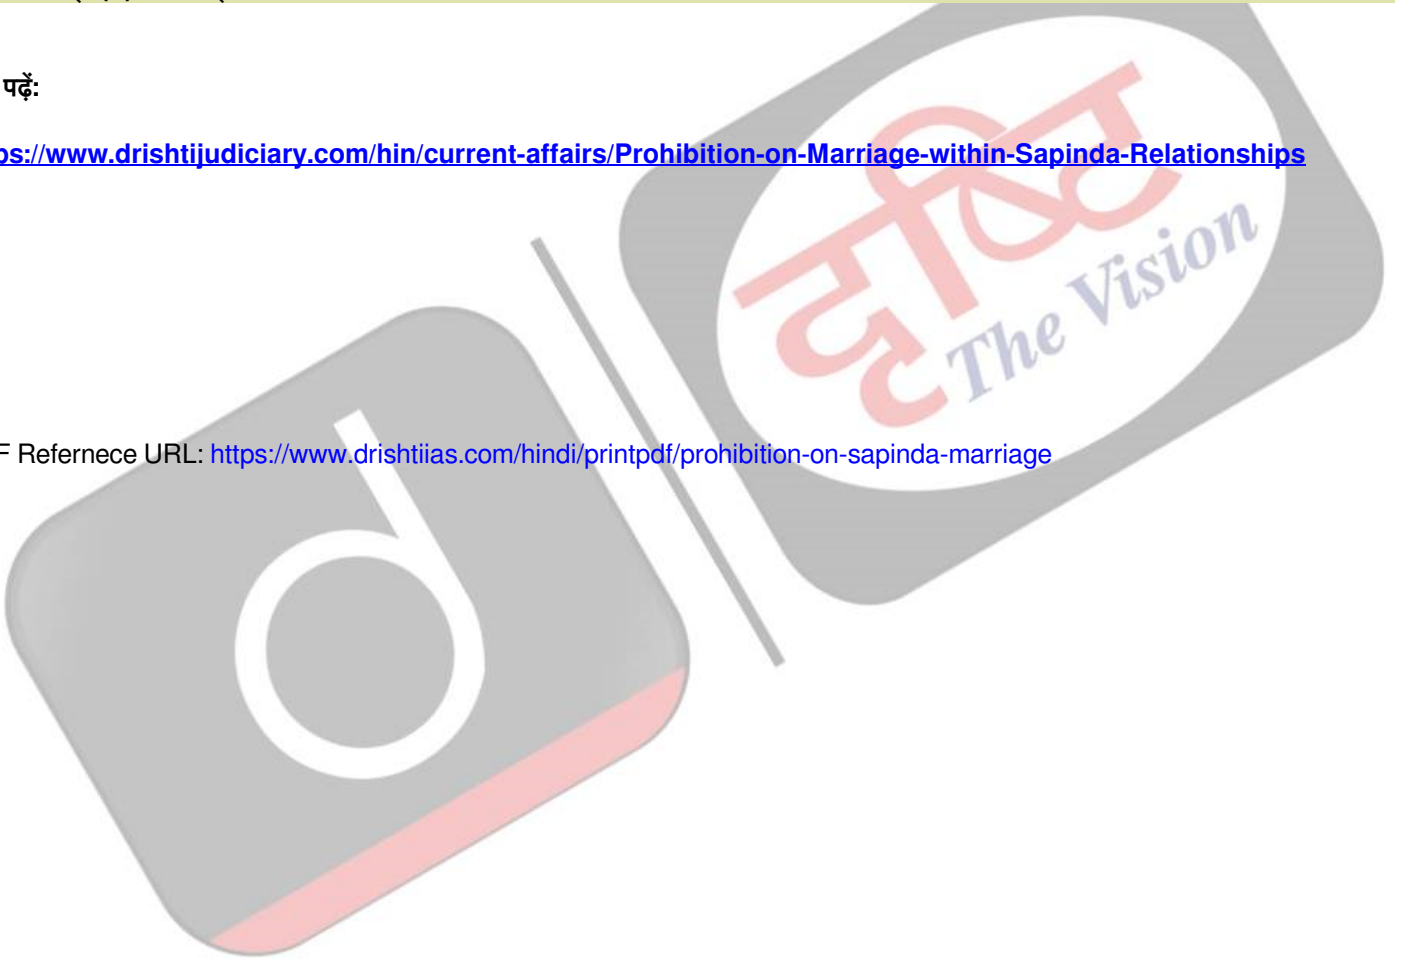 पढ़ें:
ps://www.drishtijudiciary.com/hin/current-affairs/Prohibition-on-Marriage-within-Sapinda-Relationships
दृष्टि
The Vision
F Refernece URL: https://www.drishtiias.com/hindi/printpdf/prohibition-on-sapinda-marriage